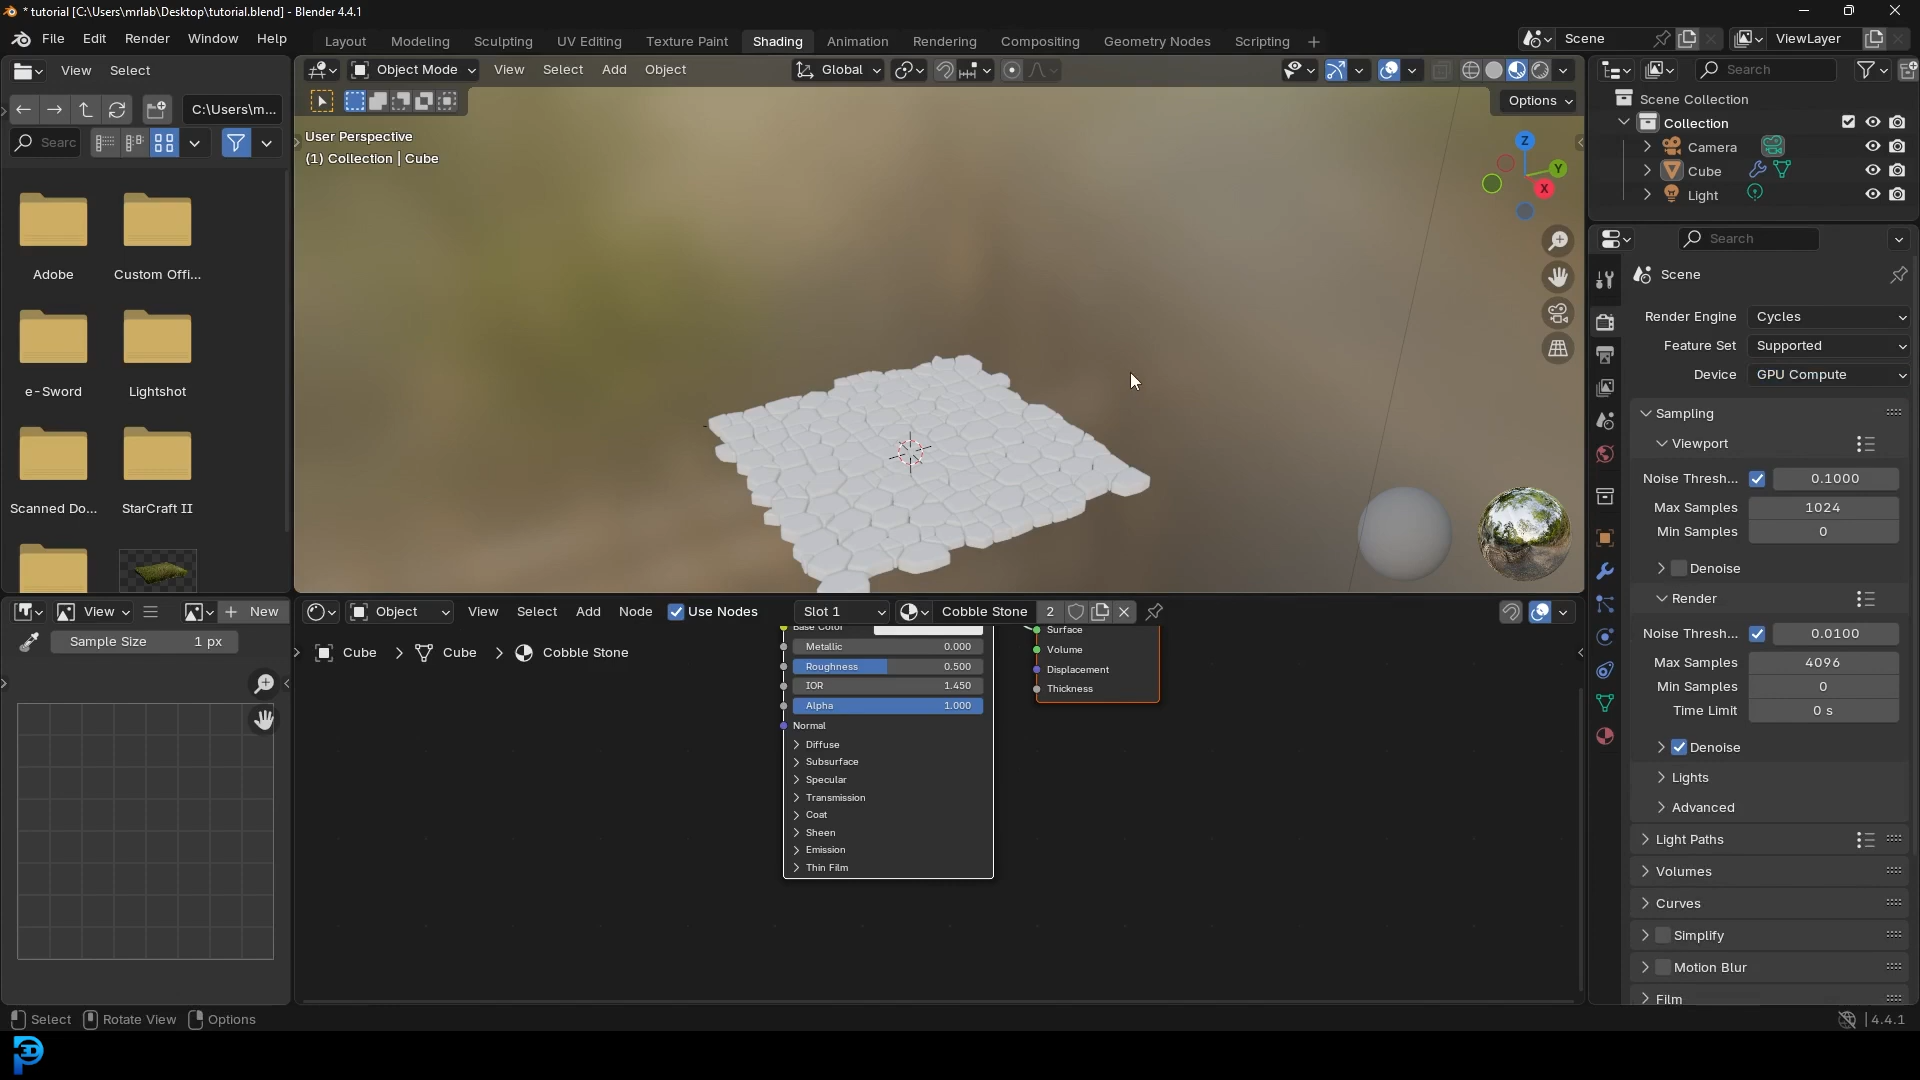 * tutorial [C:\Users\mrlab\Desktop\tutorial.blend] - Blender 4.4.1
File Edit Render Window Help
Layout Modeling Sculpting UV Editing Texture Paint Shading Animation Rendering Compositing Geometry Nodes Scripting
Scene
ViewLayer
View Select
C:\Users\m...
Searc
Adobe
Custom Offi...
e-Sword
Lightshot
Scanned Do...
StarCraft II
Object Mode View Select Add Object
Global
Options
User Perspective
(1) Collection | Cube
Z
Y
X
Search
Scene Collection
Collection
Camera
Cube
Light
Search
Scene
Render Engine Cycles
Feature Set Supported
Device GPU Compute
Sampling
Viewport
Noise Thresh... 0.1000
Max Samples 1024
Min Samples 0
Denoise
Render
Noise Thresh... 0.0100
Max Samples 4096
Min Samples 0
Time Limit 0 s
Denoise
Lights
Advanced
Light Paths
Volumes
Curves
Simplify
Motion Blur
Film
View
New
Sample Size 1 px
Object View Select Add Node Use Nodes Slot 1 Cobble Stone 2
Cube Cube Cobble Stone
Base Color
Metallic 0.000
Roughness 0.500
IOR 1.450
Alpha 1.000
Normal
Diffuse
Subsurface
Specular
Transmission
Coat
Sheen
Emission
Thin Film
Surface
Volume
Displacement
Thickness
Select Rotate View Options
4.4.1